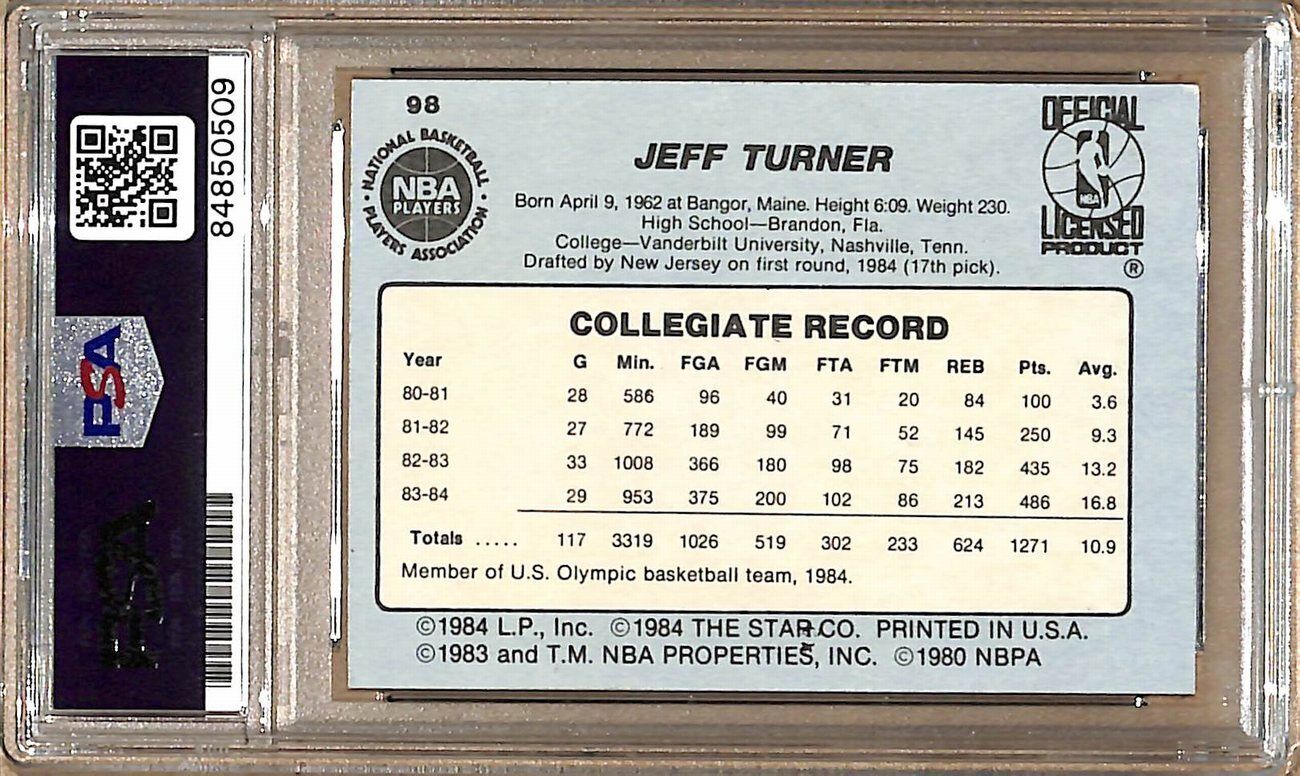 84850509
PSA
98
NATIONAL BASKETBALL
NBA
PLAYERS
PLAYERS ASSOCIATION
JEFF TURNER
Born April 9, 1962 at Bangor, Maine. Height 6:09. Weight 230.
High School—Brandon, Fla.
College—Vanderbilt University, Nashville, Tenn.
Drafted by New Jersey on first round, 1984 (17th pick).
OFFICIAL
NBA
LICENSED
PRODUCT
®
COLLEGIATE RECORD
Year G Min. FGA FGM FTA FTM REB Pts. Avg.
80-81 28 586 96 40 31 20 84 100 3.6
81-82 27 772 189 99 71 52 145 250 9.3
82-83 33 1008 366 180 98 75 182 435 13.2
83-84 29 953 375 200 102 86 213 486 16.8
Totals ..... 117 3319 1026 519 302 233 624 1271 10.9
Member of U.S. Olympic basketball team, 1984.
©1984 L.P., Inc. ©1984 THE STAR CO. PRINTED IN U.S.A.
©1983 and T.M. NBA PROPERTIES, INC. ©1980 NBPA
PSA